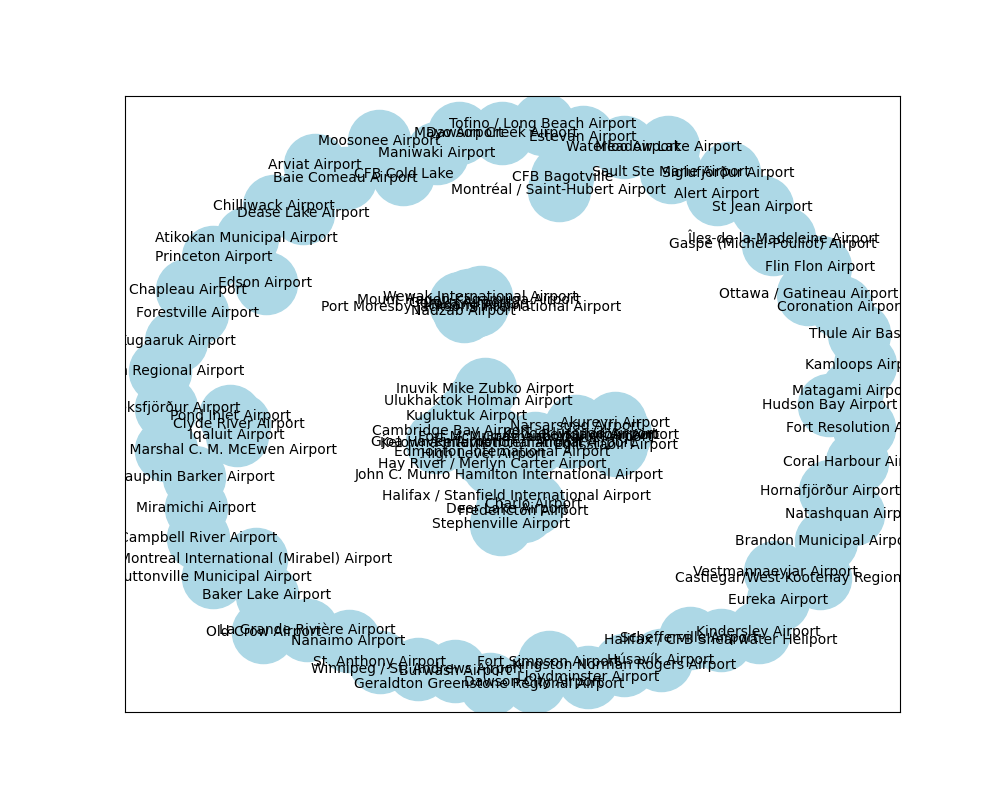 Tofino / Long Beach Airport
Mayo Airport
Dawson Creek Airport
Estevan Airport
Moosonee Airport
Waterloo Airport
Meadow Lake Airport
Maniwaki Airport
Arviat Airport
Baie Comeau Airport
CFB Cold Lake
CFB Bagotville
Sault Ste Marie Airport
Siglufjörður Airport
Montréal / Saint-Hubert Airport
Alert Airport
St Jean Airport
Chilliwack Airport
Dease Lake Airport
Atikokan Municipal Airport
Îles-de-la-Madeleine Airport
Gaspé (Michel-Pouliot) Airport
Princeton Airport
Flin Flon Airport
Edson Airport
Chapleau Airport
Wewak International Airport
Ottawa / Gatineau Airport
Coronation Airport
Forestville Airport
Nadzab Airport
Kugaaruk Airport
Thule Air Bas
Regional Airport
Kamloops Airp
Inuvik Mike Zubko Airport
Ulukhaktok Holman Airport
Matagami Airpo
Hudson Bay Airport
Pond Inlet Airport
Kugluktuk Airport
Clyde River Airport
Akureyri Airport
Narsarsuaq Airport
Fort Resolution A
Iqaluit Airport
Cambridge Bay Airport
Marshal C. M. McEwen Airport
Edmonton International Airport
High Level Airport
Hay River / Merlyn Carter Airport
Coral Harbour Air
John C. Munro Hamilton International Airport
auphin Barker Airport
Hornafjörður Airport
Halifax / Stanfield International Airport
Charlo Airport
Miramichi Airport
Deer Lake Airport
Fredericton Airport
Natashquan Airp
Stephenville Airport
Campbell River Airport
Brandon Municipal Airpo
Montreal International (Mirabel) Airport
uttonville Municipal Airport
Vestmannaeyjar Airport
Castlegar/West Kootenay Region
Baker Lake Airport
Eureka Airport
La Grande Rivière Airport
Old Crow Airport
Nanaimo Airport
Kindersley Airport
Schefferville Airport
Halifax / CFB Shearwater Heliport
St. Anthony Airport
Fort Simpson Airport
Húsavík Airport
Winnipeg / St. Andrews Airport
Burwash Airport
Kingston Norman Rogers Airport
Lloydminster Airport
Geraldton Greenstone Regional Airport
Dawson City Airport